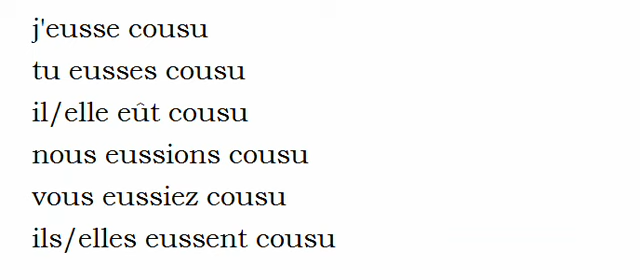 j'eusse cousu
tu eusses cousu
il/elle eût cousu
nous eussions cousu
vous eussiez cousu
ils/elles eussent cousu